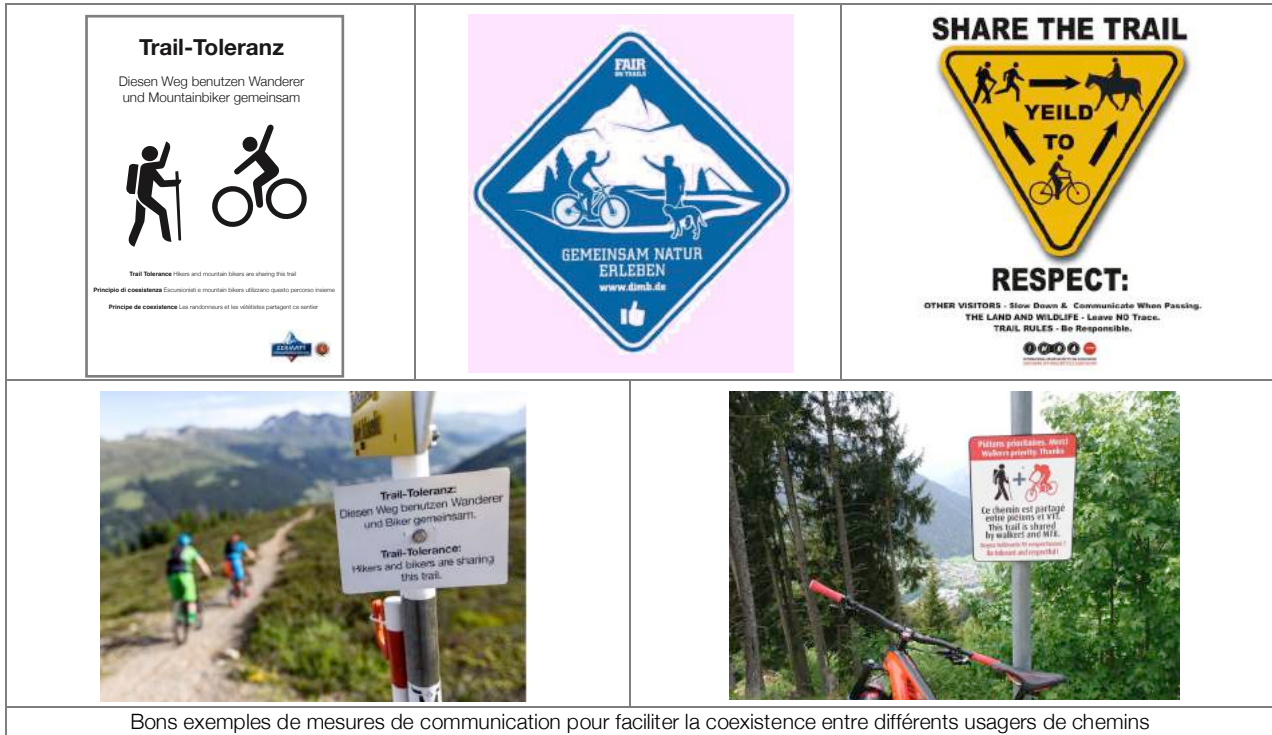 Trail-Toleranz
Diesen Weg benutzen Wanderer
und Mountainbiker gemeinsam
Trail Tolerance Hikers and mountain bikers are sharing this trail
Principio di coesistenza Escursionisti e mountain bikers utilizzano questo percorso insieme
Principe de coexistence Les randonneurs et les vététistes partagent ce sentier
FAIR
ON TRAILS
GEMEINSAM NATUR
ERLEBEN
www.dimb.de
SHARE THE TRAIL
YEILD
TO
RESPECT:
OTHER VISITORS - Slow Down & Communicate When Passing.
THE LAND AND WILDLIFE - Leave NO Trace.
TRAIL RULES - Be Responsible.
Trail-Toleranz:
Diesen Weg benutzen Wanderer
und Biker gemeinsam.
Trail-Tolerance:
Hikers and bikers are sharing
this trail.
Piétons prioritaires. Merci
Walkers priority. Thanks
Ce chemin est partagé
entre piétons et VTT.
This trail is shared
by walkers and MTB.
Be tolerant and respectful !
Bons exemples de mesures de communication pour faciliter la coexistence entre différents usagers de chemins